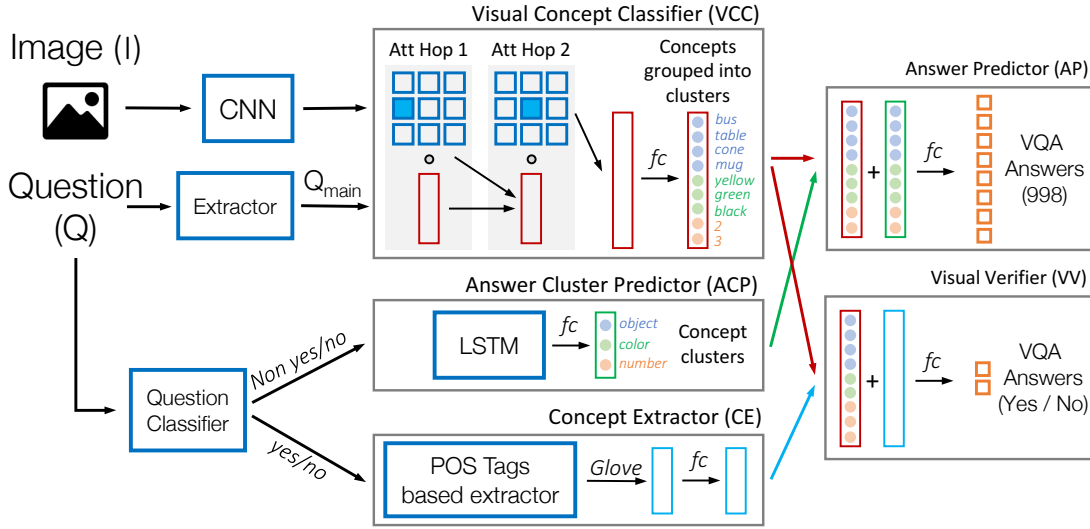 Visual Concept Classifier (VCC)
Image (I)
CNN
Att Hop 1
Att Hop 2
Concepts
grouped into
clusters
bus
table
cone
mug
yellow
green
black
2
3
fc
Question
(Q)
Extractor
Qmain
Answer Predictor (AP)
+
fc
VQA
Answers
(998)
Answer Cluster Predictor (ACP)
LSTM
fc
object
color
number
Concept
clusters
Visual Verifier (VV)
+
fc
VQA
Answers
(Yes / No)
Question
Classifier
Non yes/no
yes/no
Concept Extractor (CE)
POS Tags
based extractor
Glove
fc